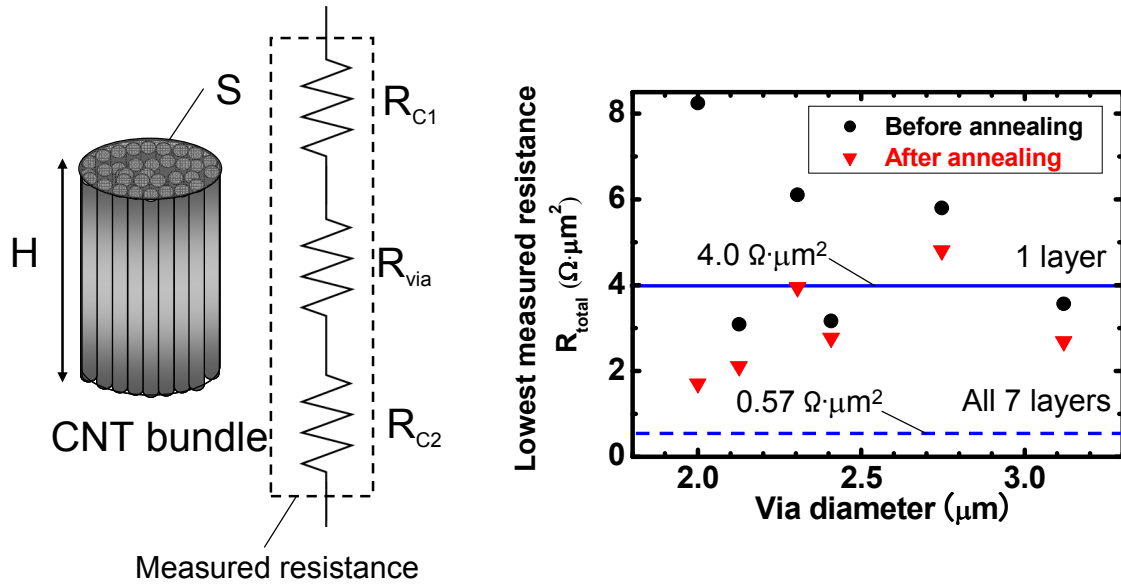 S
H
CNT bundle
R_C1
R_via
R_C2
Measured resistance
Lowest measured resistance
R_total (Ω·μm²)
8
6
4
2
0
Before annealing
After annealing
4.0 Ω·μm²
1 layer
0.57 Ω·μm²
All 7 layers
2.0 2.5 3.0
Via diameter (μm)